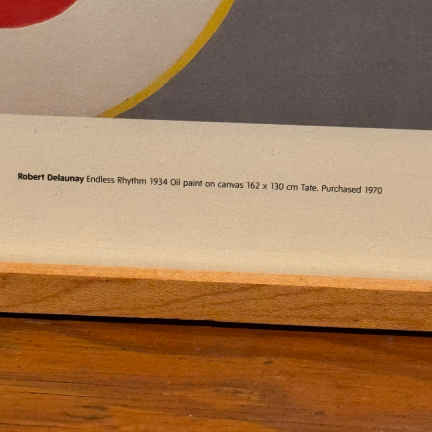 Robert Delaunay Endless Rhythm 1934 Oil paint on canvas 162 x 130 cm Tate. Purchased 1970